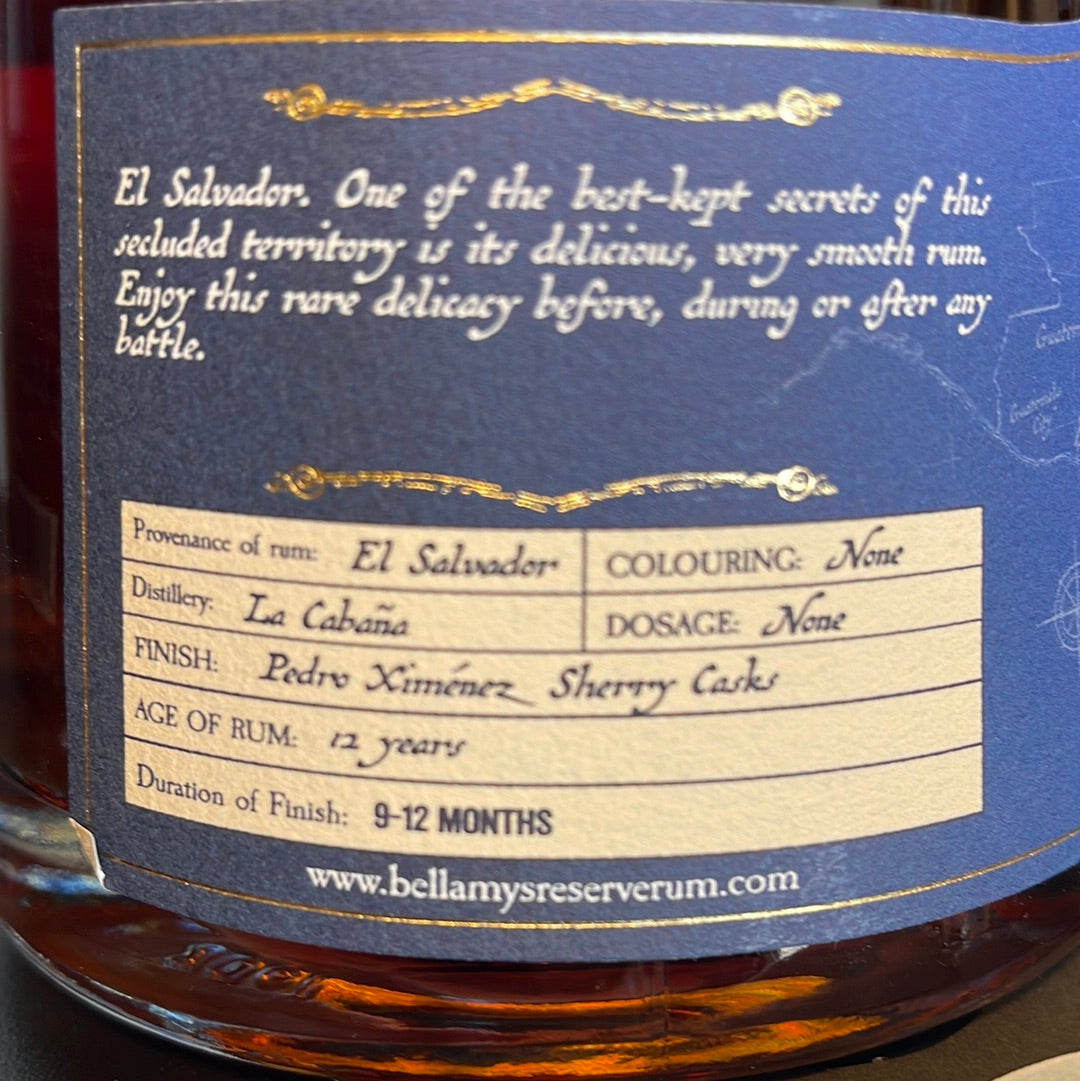 El Salvador. One of the best-kept secrets of this
secluded territory is its delicious, very smooth rum.
Enjoy this rare delicacy before, during or after any
battle.
Provenance of rum: El Salvador COLOURING: None
Distillery: La Cabaña DOSAGE: None
FINISH: Pedro Ximénez Sherry Casks
AGE OF RUM: 12 years
Duration of Finish: 9-12 MONTHS
www.bellamysreserverum.com
Guatemala
City